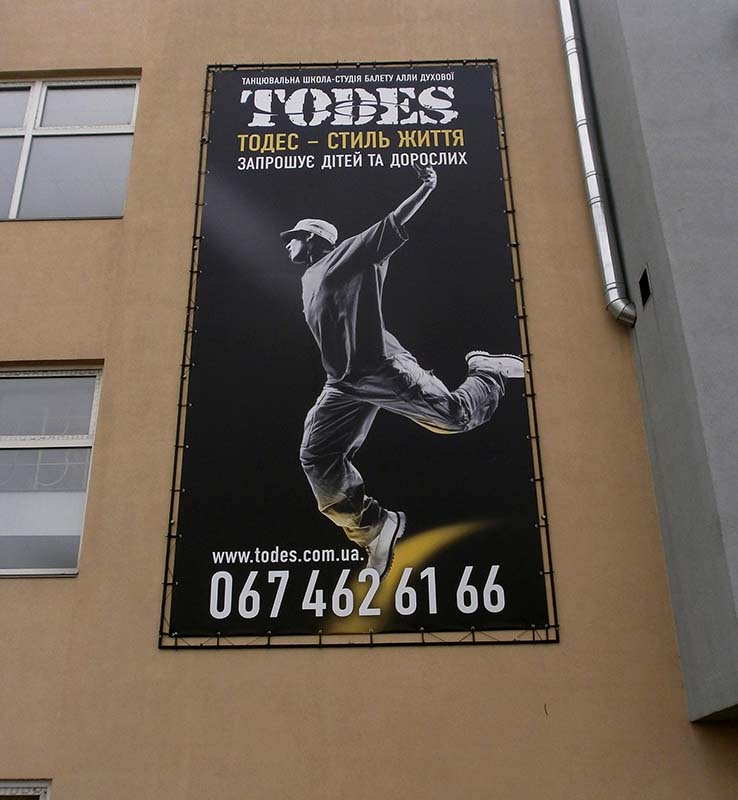 ТАНЦЮВАЛЬНА ШКОЛА-СТУДІЯ БАЛЕТУ АЛЛИ ДУХОВОЇ
TODES
ТОДЕС – СТИЛЬ ЖИТТЯ
ЗАПРОШУЄ ДІТЕЙ ТА ДОРОСЛИХ
www.todes.com.ua.
067 462 61 66